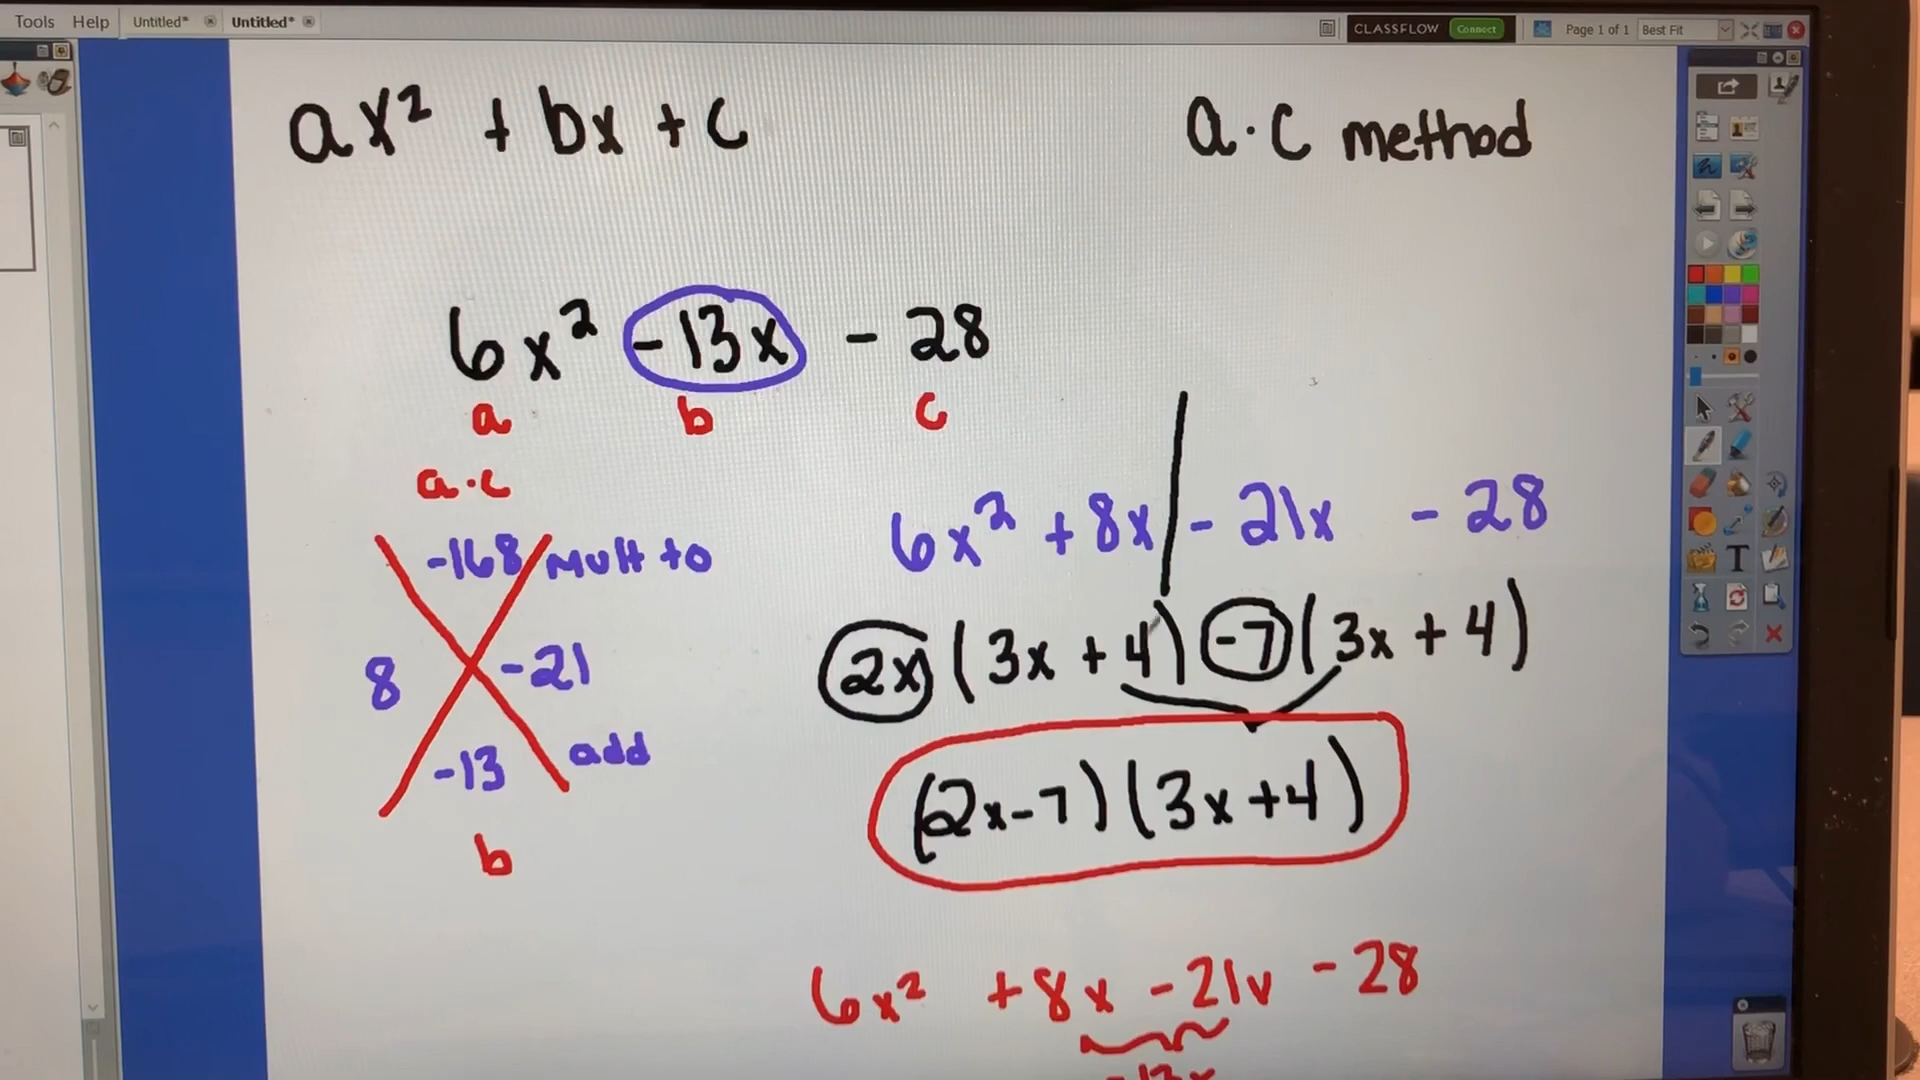 Tools Help Untitled* Untitled*
CLASSFLOW Connect Page 1 of 1 Best Fit
ax² + bx + c
a·c method
6x² -13x - 28
a b c
a·c
-168 mult to
8 -21
-13 add
b
6x² + 8x - 21x - 28
2x(3x + 4) -7(3x + 4)
(2x-7)(3x+4)
6x² +8x -21x -28
-13x